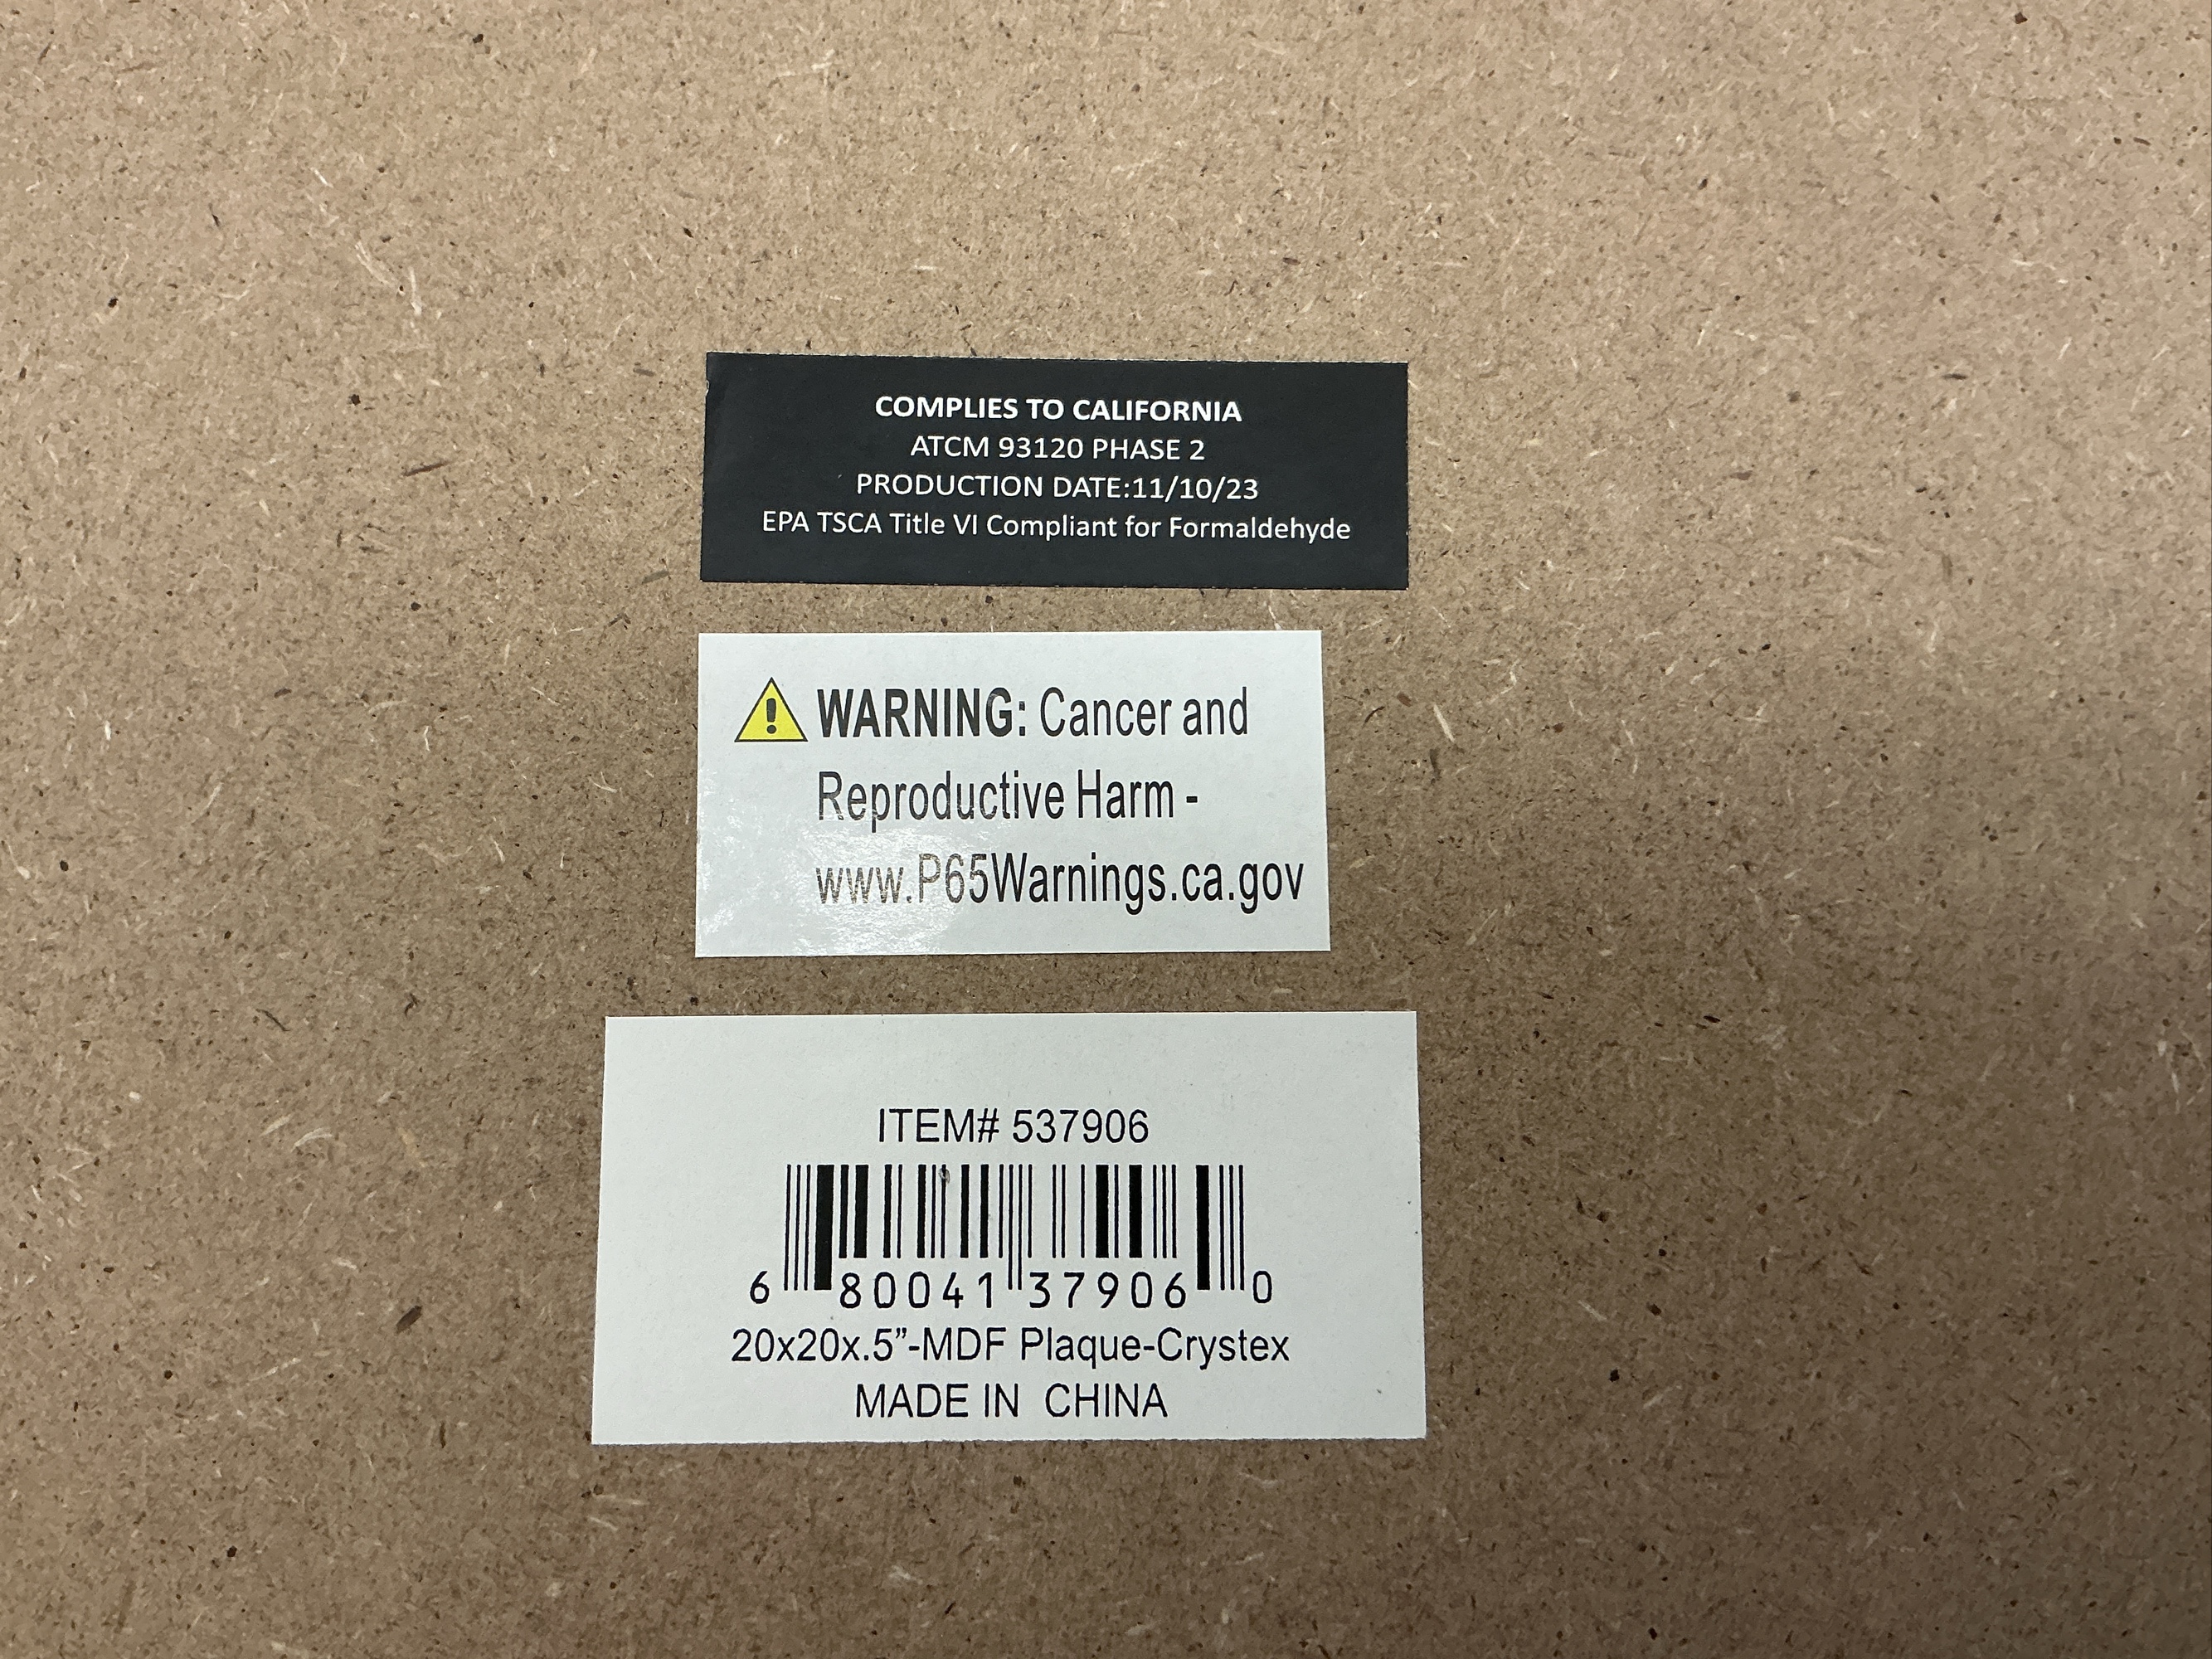 COMPLIES TO CALIFORNIA
ATCM 93120 PHASE 2
PRODUCTION DATE:11/10/23
EPA TSCA Title VI Compliant for Formaldehyde
WARNING: Cancer and
Reproductive Harm -
www.P65Warnings.ca.gov
ITEM# 537906
6 80041 37906 0
20x20x.5”-MDF Plaque-Crystex
MADE IN CHINA